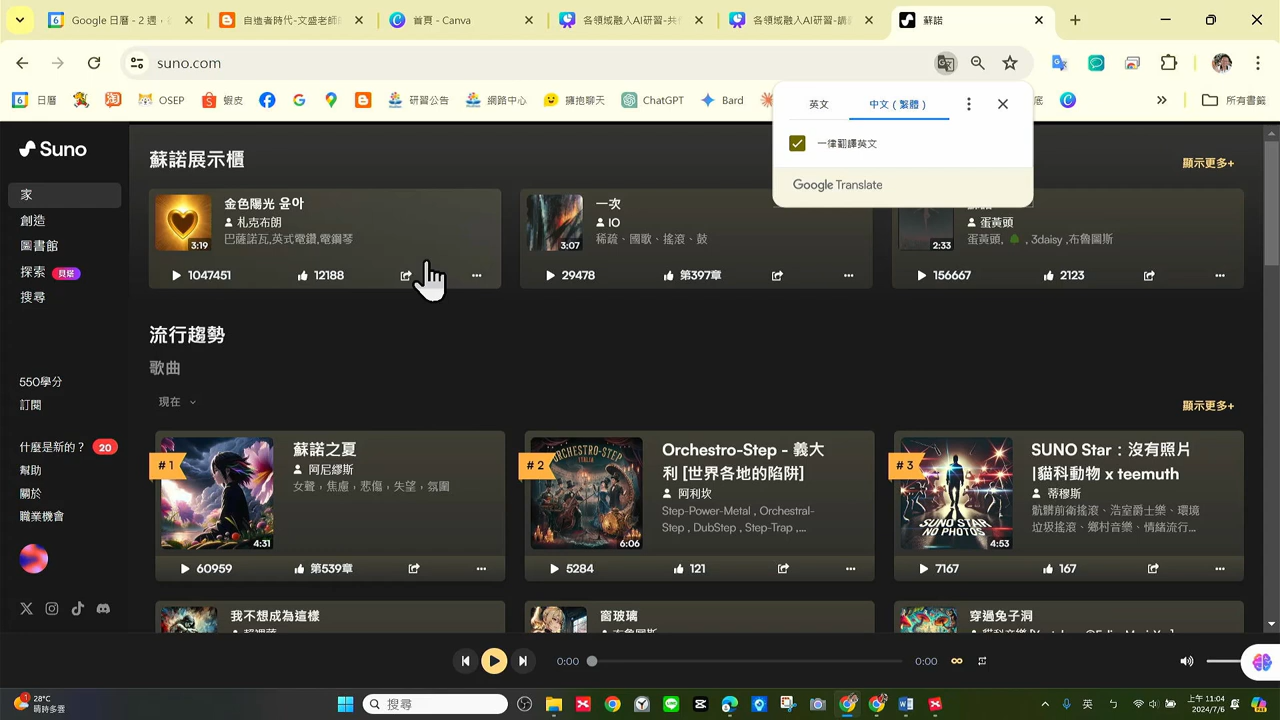 Google 日曆 - 2 週，
自造者時代-文盛老師的
首頁 - Canva
各領域融入AI研習-共
各領域融入AI研習-講
蘇諾
suno.com
日曆
淘
OSEP
蝦皮
研習公告
網路中心
擁抱聊天
ChatGPT
Bard
所有書籤
英文
中文（繁體）
一律翻譯英文
Google Translate
Suno
家
創造
圖書館
探索 貝塔
搜尋
550學分
訂閱
什麼是新的？ 20
幫助
關於
職業機會
蘇諾展示櫃
顯示更多+
金色陽光 윤아
札克布朗
巴薩諾瓦,英式電鑽,電鋼琴
3:19
1047451
12188
一次
IO
稀疏、國歌、搖滾、鼓
3:07
29478
第397章
蛋黃頭
蛋黃頭, , 3daisy ,布魯圖斯
2:33
156667
2123
流行趨勢
歌曲
現在
顯示更多+
#1
蘇諾之夏
阿尼繆斯
女聲，焦慮，悲傷，失望，氛圍
4:31
60959
第539章
#2
ORCHESTRO-STEP
ITALIA
Orchestro-Step - 義大
利 [世界各地的陷阱]
阿利坎
Step-Power-Metal , Orchestral-
Step , DubStep , Step-Trap ,...
6:06
5284
121
#3
SUNO STAR
NO PHOTOS
SUNO Star：沒有照片
|貓科動物 x teemuth
蒂穆斯
骯髒前衛搖滾、浩室爵士樂、環境
垃圾搖滾、鄉村音樂、情緒流行...
4:53
7167
167
我不想成為這樣
窗玻璃
穿過兔子洞
0:00
0:00
28°C
晴時多雲
搜尋
英
上午 11:04
2024/7/6